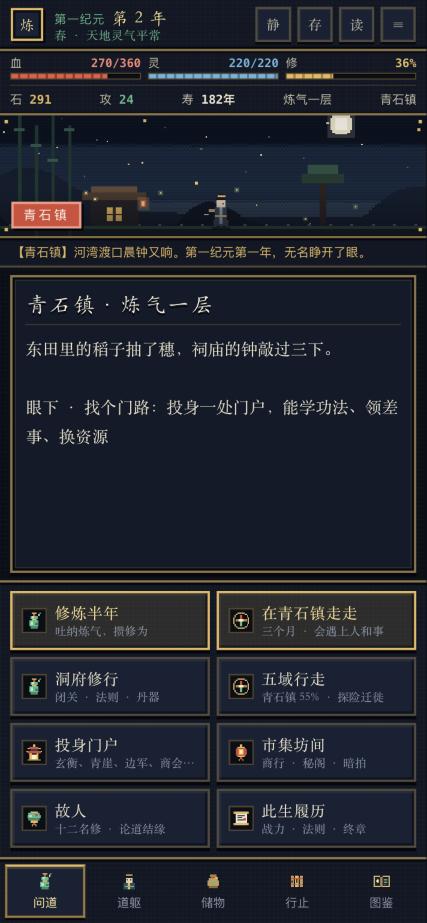 炼
第一纪元 第 2 年
春 · 天地灵气平常
静 存 读 ≡
血 270/360 灵 220/220 修 36%
石 291 攻 24 寿 182年 炼气一层 青石镇
青石镇
【青石镇】河湾渡口晨钟又响。第一纪元第一年，无名睁开了眼。
青石镇 · 炼气一层
东田里的稻子抽了穗，祠庙的钟敲过三下。
眼下 · 找个门路：投身一处门户，能学功法、领差
事、换资源
修炼半年
吐纳炼气，攒修为
在青石镇走走
三个月 · 会遇上人和事
洞府修行
闭关 · 法则 · 丹器
五域行走
青石镇 55% · 探险迁徙
投身门户
玄衡、青崖、边军、商会…
市集坊间
商行 · 秘阁 · 暗拍
故人
十二名修 · 论道结缘
此生履历
战力 · 法则 · 终章
问道 道躯 储物 行止 图鉴